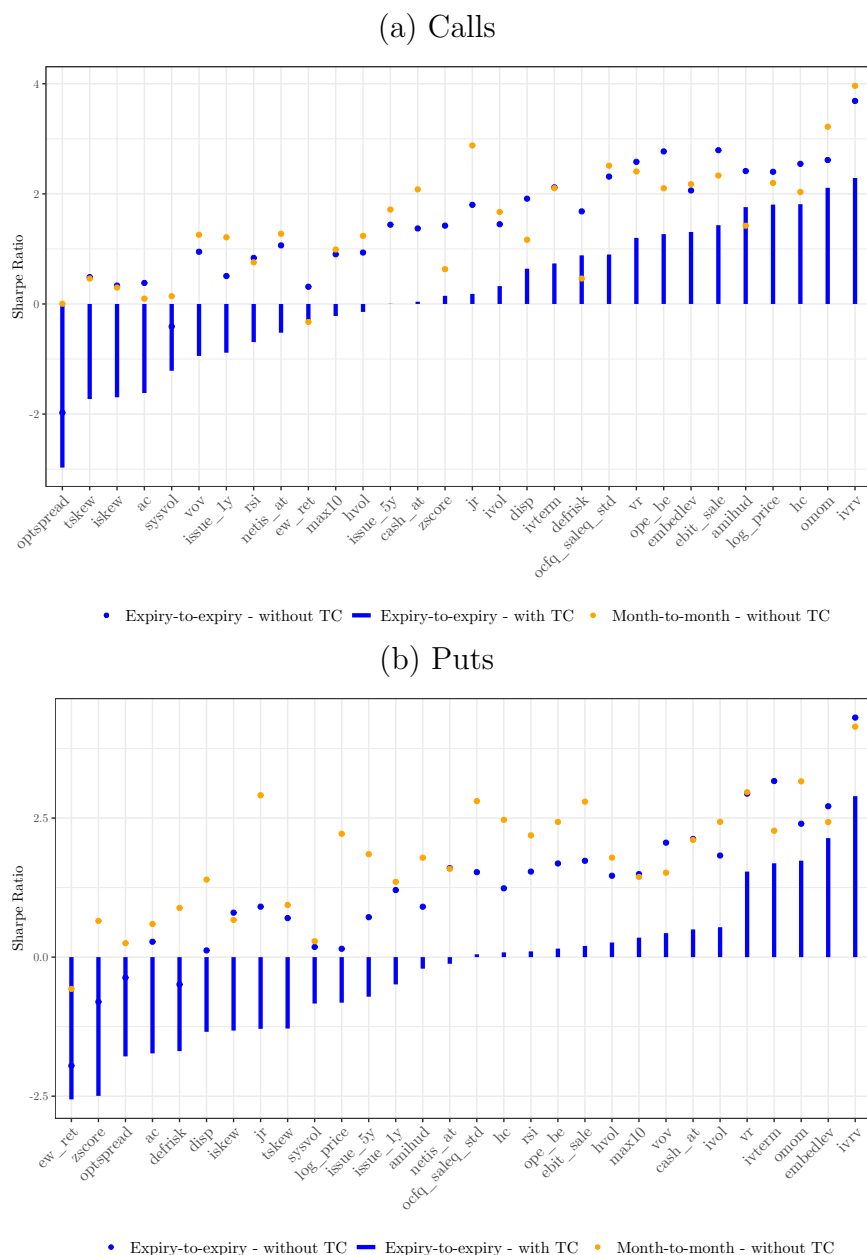 (a) Calls
4
2
0
-2
Sharpe Ratio
optspread
tskew
iskew
ac
sysvol
vov
issue_1y
rsi
netis_at
ew_ret
max10
hvol
issue_5y
cash_at
zscore
jr
ivol
disp
ivterm
defrisk
ocfq_saleq_std
vr
ope_be
embedlev
ebit_sale
amihud
log_price
hc
omom
ivrv
Expiry-to-expiry - without TC Expiry-to-expiry - with TC Month-to-month - without TC
(b) Puts
2.5
0.0
-2.5
Sharpe Ratio
ew_ret
zscore
optspread
ac
defrisk
disp
iskew
jr
tskew
sysvol
log_price
issue_5y
issue_1y
amihud
netis_at
ocfq_saleq_std
hc
rsi
ope_be
ebit_sale
hvol
max10
vov
cash_at
ivol
vr
ivterm
omom
embedlev
ivrv
Expiry-to-expiry - without TC Expiry-to-expiry - with TC Month-to-month - without TC